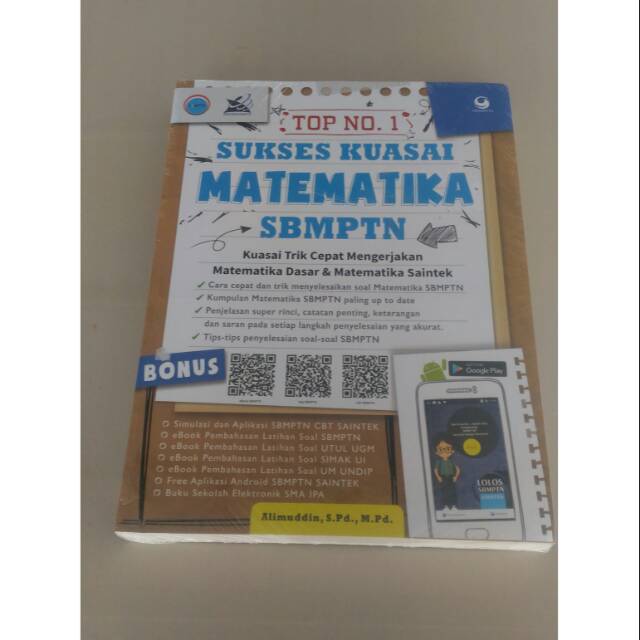 TOP NO. 1
SUKSES KUASAI
MATEMATIKA
SBMPTN
Kuasai Trik Cepat Mengerjakan
Matematika Dasar & Matematika Saintek
Cara cepat dan trik menyelesaikan soal Matematika SBMPTN
Kumpulan Matematika SBMPTN paling up to date
Penjelasan super rinci, catatan penting, keterangan
dan saran pada setiap langkah penyelesaian yang akurat.
Tips-tips penyelesaian soal-soal SBMPTN
BONUS
Google Play
Simulasi dan Aplikasi SBMPTN CBT SAINTEK
eBook Pembahasan Latihan Soal SBMPTN
eBook Pembahasan Latihan Soal UTUL UGM
eBook Pembahasan Latihan Soal SIMAK UI
eBook Pembahasan Latihan Soal UM UNDIP
Free Aplikasi Android SBMPTN SAINTEK
Buku Sekolah Elektronik SMA IPA
LOLOS
SBMPTN
SAINTEK
Alimuddin, S.Pd., M.Pd.